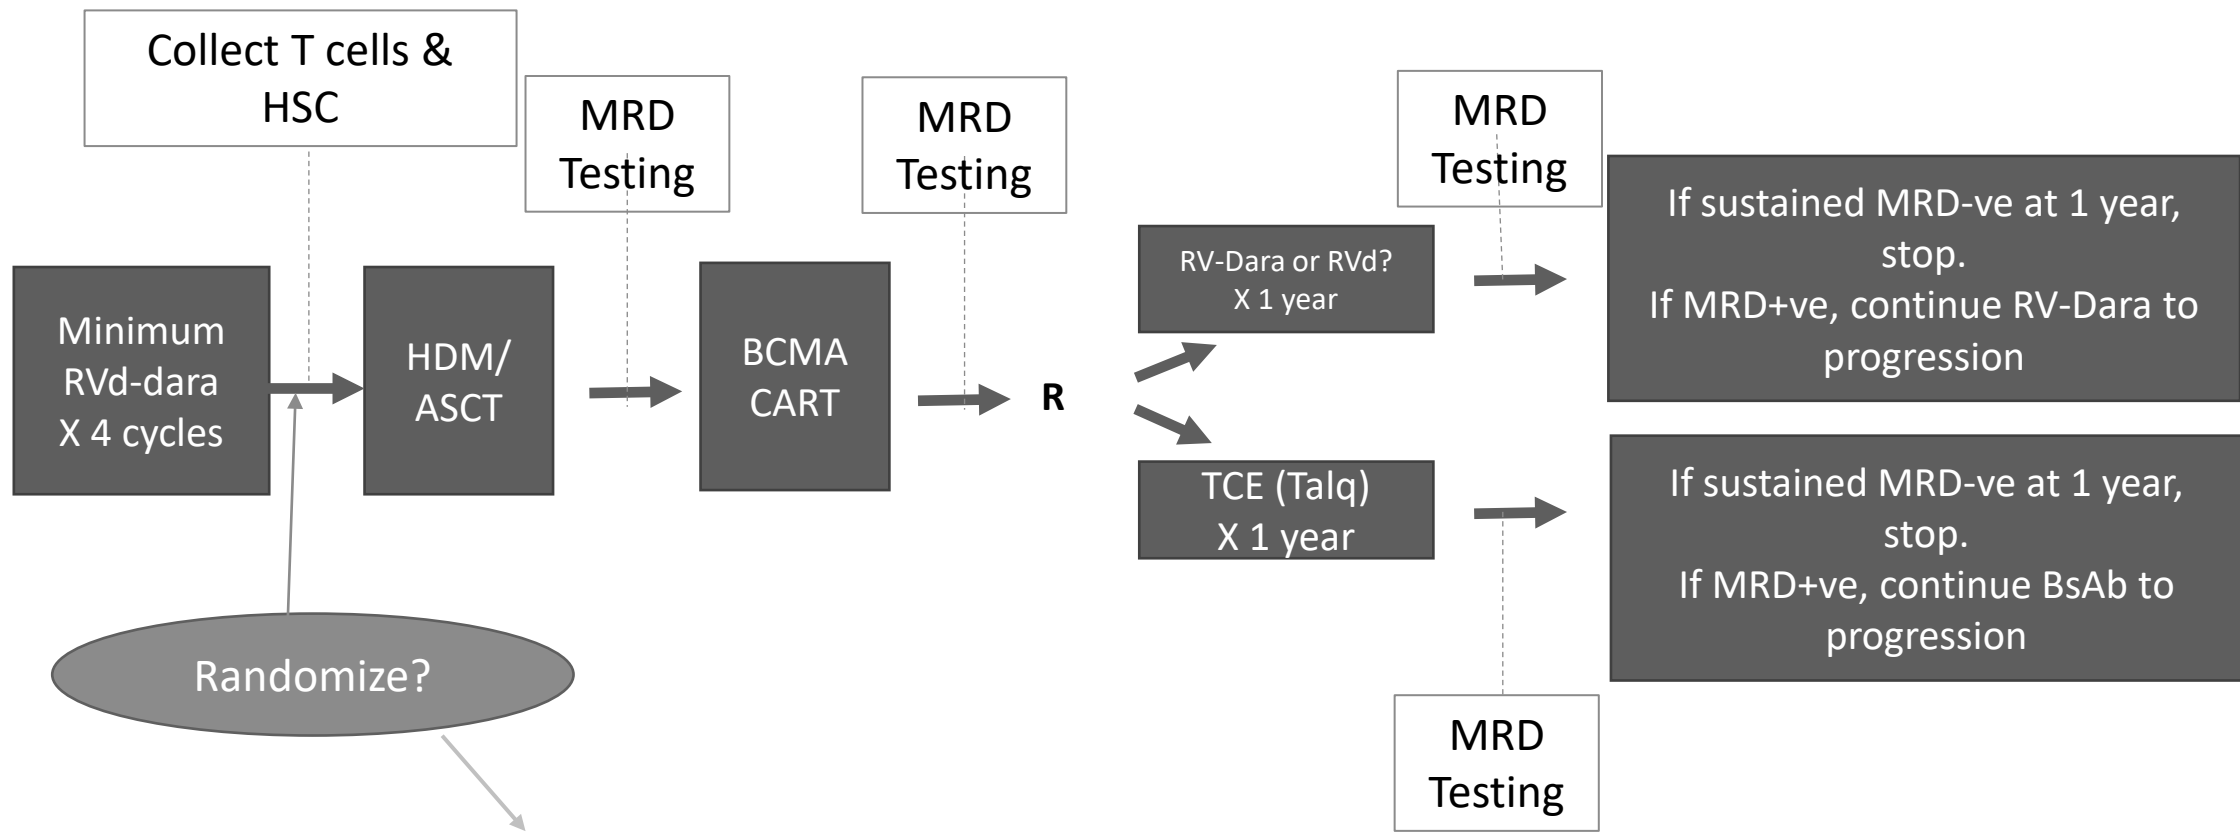 Collect T cells &
HSC
MRD
Testing
MRD
Testing
MRD
Testing
Minimum
RVd-dara
X 4 cycles
HDM/
ASCT
BCMA
CART
R
RV-Dara or RVd?
X 1 year
If sustained MRD-ve at 1 year,
stop.
If MRD+ve, continue RV-Dara to
progression
TCE (Talq)
X 1 year
If sustained MRD-ve at 1 year,
stop.
If MRD+ve, continue BsAb to
progression
Randomize?
MRD
Testing